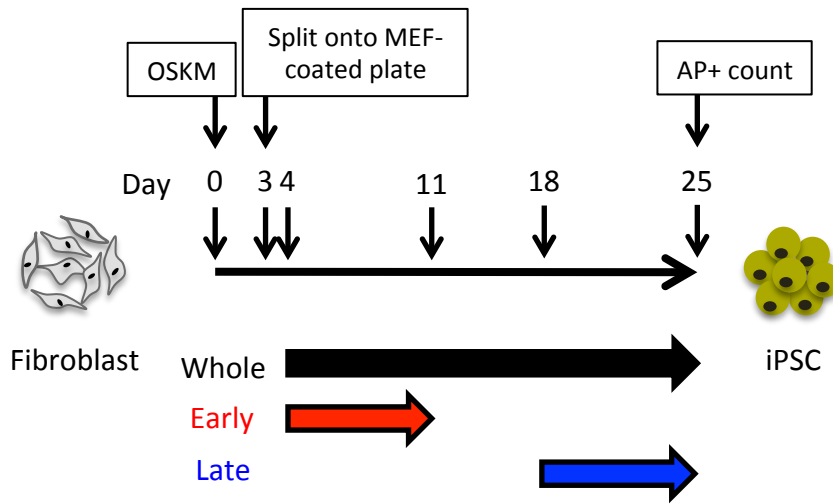 OSKM
Split onto MEF-
coated plate
AP+ count
Day 0 3 4 11 18 25
Fibroblast
iPSC
Whole
Early
Late